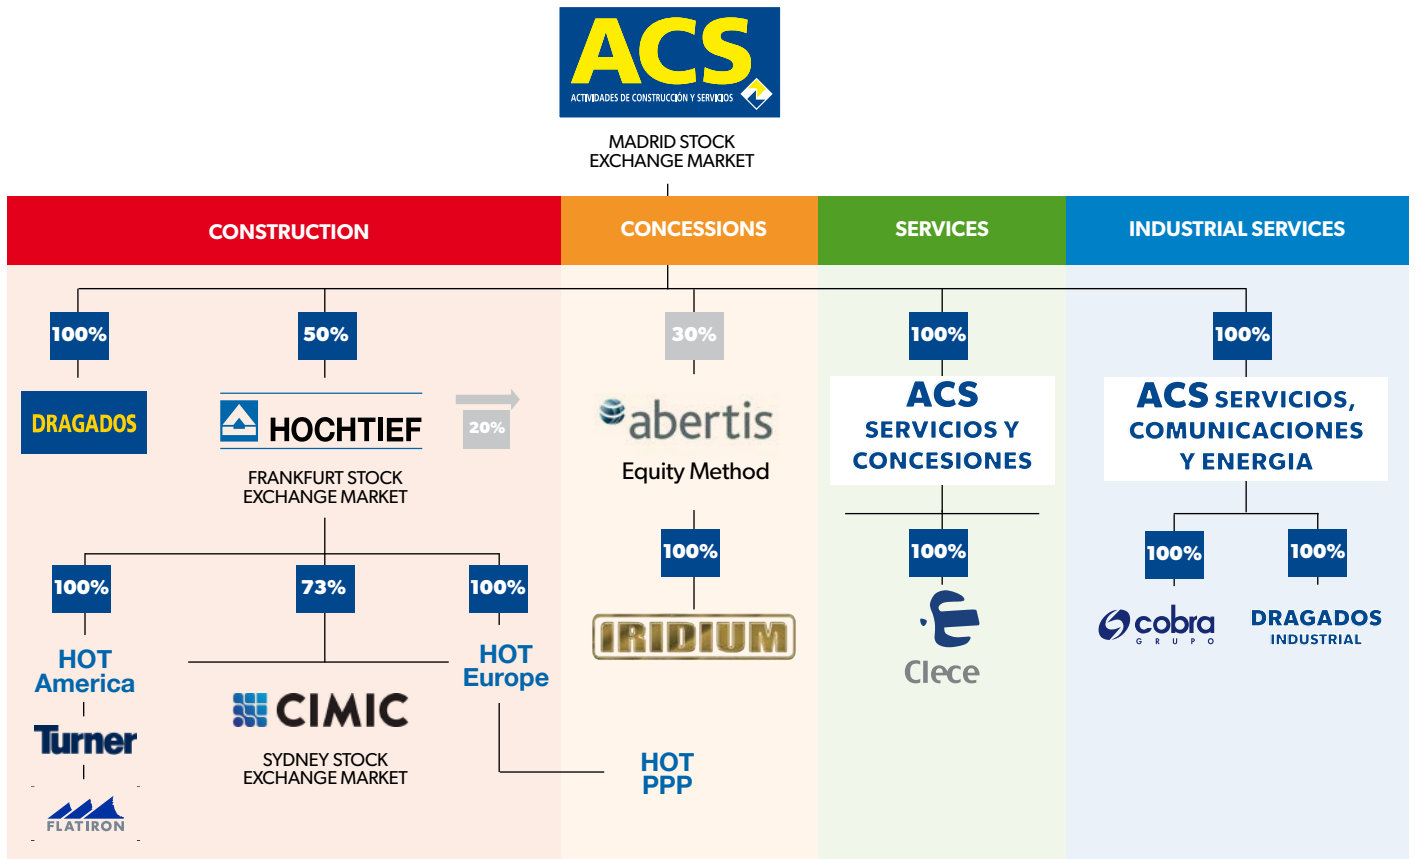 ACS
ACTIVIDADES DE CONSTRUCCIÓN Y SERVICIOS
MADRID STOCK
EXCHANGE MARKET
CONSTRUCTION
CONCESSIONS
SERVICES
INDUSTRIAL SERVICES
100%
50%
30%
100%
100%
DRAGADOS
HOCHTIEF
FRANKFURT STOCK
EXCHANGE MARKET
20%
abertis
Equity Method
ACS
SERVICIOS Y
CONCESIONES
ACS SERVICIOS,
COMUNICACIONES
Y ENERGIA
100%
73%
100%
100%
100%
100%
100%
HOT
America
Turner
FLATIRON
CIMIC
SYDNEY STOCK
EXCHANGE MARKET
HOT
Europe
IRIDIUM
HOT
PPP
Clece
cobra
GRUPO
DRAGADOS
INDUSTRIAL